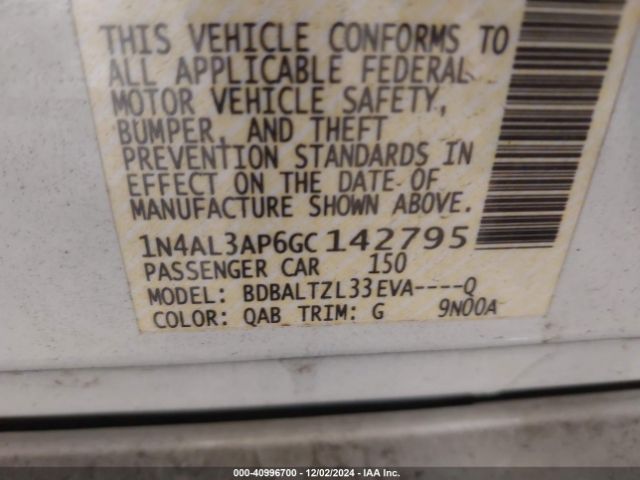 THIS VEHICLE CONFORMS TO
ALL APPLICABLE FEDERAL
MOTOR VEHICLE SAFETY,
BUMPER, AND THEFT
PREVENTION STANDARDS IN
EFFECT ON THE DATE OF
MANUFACTURE SHOWN ABOVE.
1N4AL3AP6GC142795
PASSENGER CAR 150
MODEL: BDBALTZL33EVA----Q
COLOR: QAB TRIM: G 9N00A
000-40996700 - 12/02/2024 - IAA Inc.